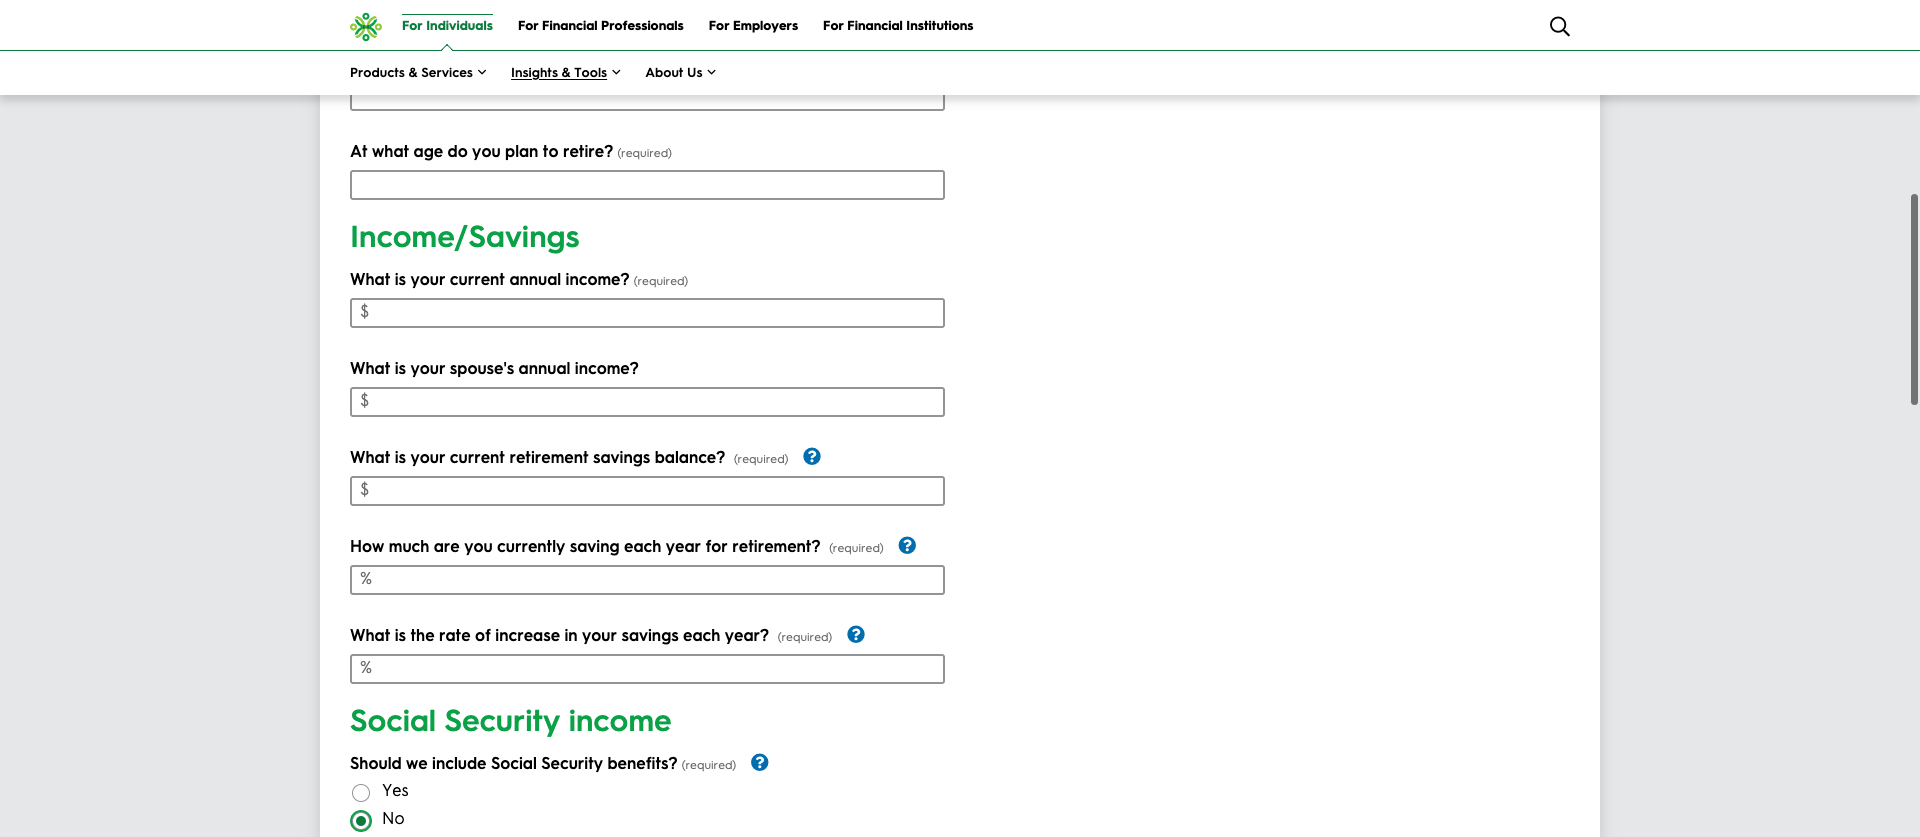 For Individuals For Financial Professionals For Employers For Financial Institutions
Products & Services Insights & Tools About Us
At what age do you plan to retire? (required)
Income/Savings
What is your current annual income? (required)
$
What is your spouse's annual income?
$
What is your current retirement savings balance? (required) ?
$
How much are you currently saving each year for retirement? (required) ?
%
What is the rate of increase in your savings each year? (required) ?
%
Social Security income
Should we include Social Security benefits? (required) ?
Yes
No